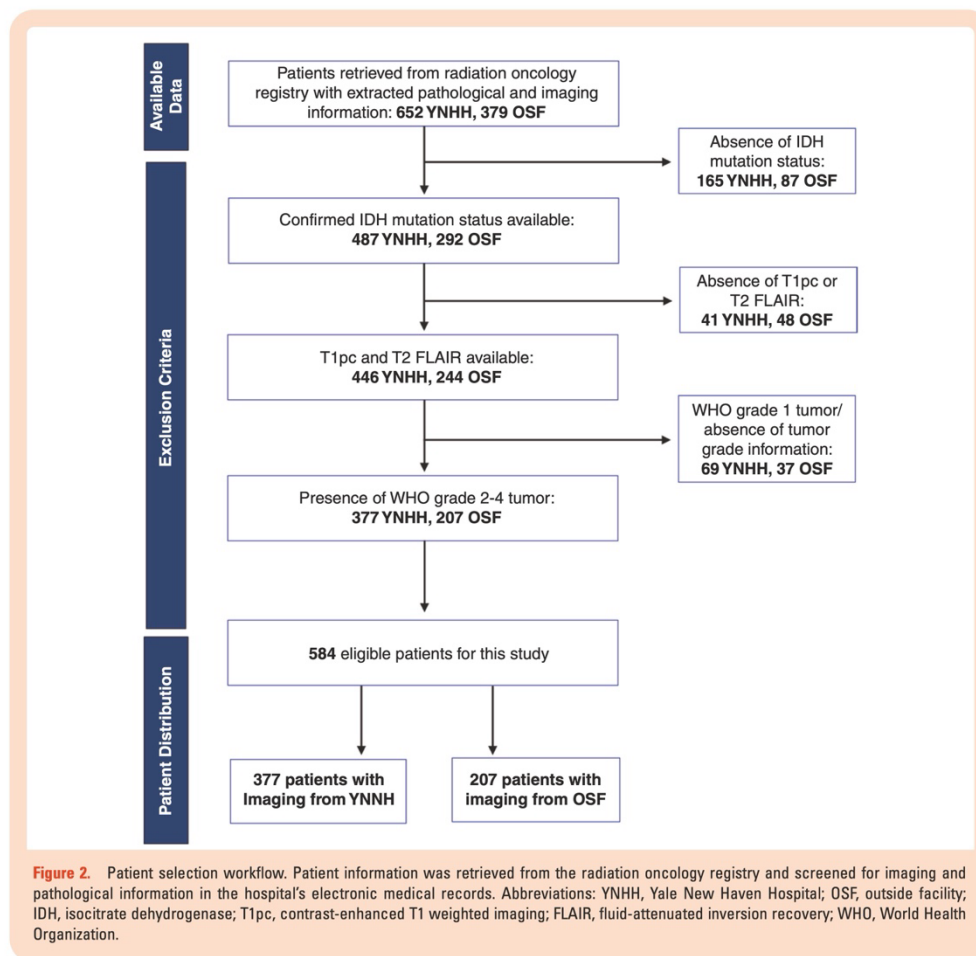 Available
Data
Patients retrieved from radiation oncology
registry with extracted pathological and imaging
information: 652 YNHH, 379 OSF
Absence of IDH
mutation status:
165 YNHH, 87 OSF
Exclusion Criteria
Confirmed IDH mutation status available:
487 YNHH, 292 OSF
Absence of T1pc or
T2 FLAIR:
41 YNHH, 48 OSF
T1pc and T2 FLAIR available:
446 YNHH, 244 OSF
WHO grade 1 tumor/
absence of tumor
grade information:
69 YNHH, 37 OSF
Presence of WHO grade 2-4 tumor:
377 YNHH, 207 OSF
Patient Distribution
584 eligible patients for this study
377 patients with
Imaging from YNNH
207 patients with
imaging from OSF
Figure 2. Patient selection workflow. Patient information was retrieved from the radiation oncology registry and screened for imaging and
pathological information in the hospital's electronic medical records. Abbreviations: YNHH, Yale New Haven Hospital; OSF, outside facility;
IDH, isocitrate dehydrogenase; T1pc, contrast-enhanced T1 weighted imaging; FLAIR, fluid-attenuated inversion recovery; WHO, World Health
Organization.